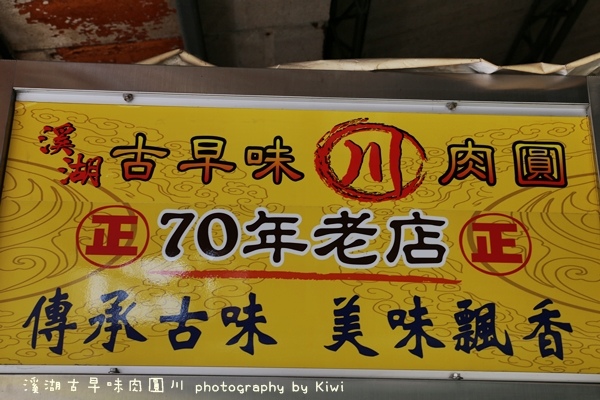 溪湖古早味川肉圓
正70年老店正
傳承古味 美味飄香
溪湖古早味肉圓川 photography by Kiwi